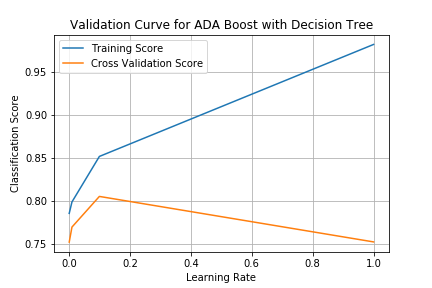 Validation Curve for ADA Boost with Decision Tree
Training Score
Cross Validation Score
Classification Score
0.95
0.90
0.85
0.80
0.75
0.0 0.2 0.4 0.6 0.8 1.0
Learning Rate